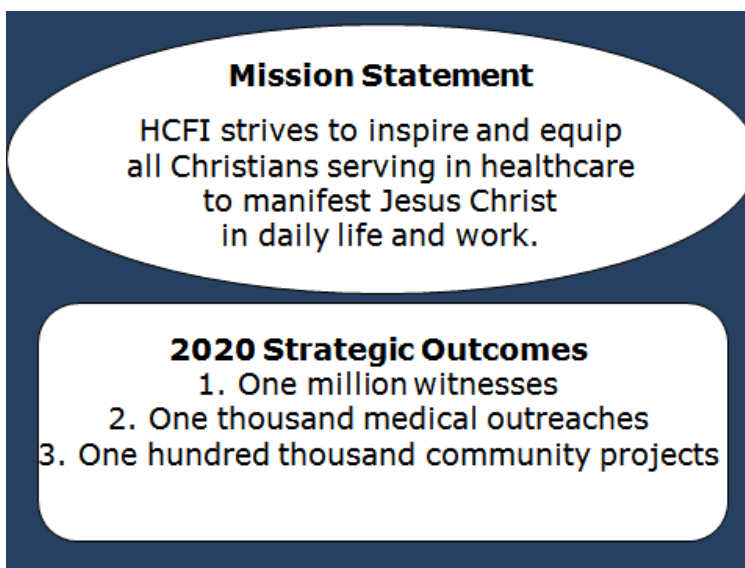 Mission Statement
HCFI strives to inspire and equip
all Christians serving in healthcare
to manifest Jesus Christ
in daily life and work.
2020 Strategic Outcomes
1. One million witnesses
2. One thousand medical outreaches
3. One hundred thousand community projects